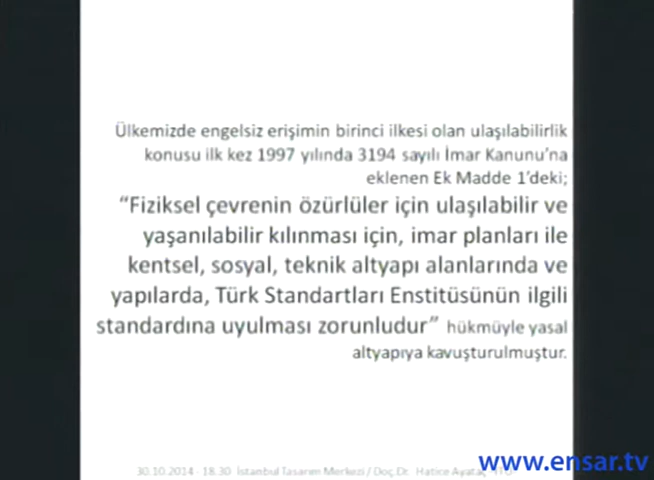 Ülkemizde engelsiz erişimin birinci ilkesi olan ulaşılabilirlik
konusu ilk kez 1997 yılında 3194 sayılı İmar Kanunu’na
eklenen Ek Madde 1’deki;
“Fiziksel çevrenin özürlüler için ulaşılabilir ve
yaşanılabilir kılınması için, imar planları ile
kentsel, sosyal, teknik altyapı alanlarında ve
yapılarda, Türk Standartları Enstitüsünün ilgili
standardına uyulması zorunludur” hükmüyle yasal
altyapıya kavuşturulmuştur.
30.10.2014 - 18.30 İstanbul Tasarım Merkezi / Doç.Dr. Hatice Ayataç - İTÜ
www.ensar.tv